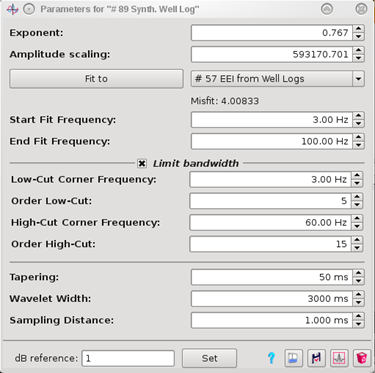 Parameters for "# 89 Synth. Well Log"
Exponent: 0.767
Amplitude scaling: 593170.701
Fit to # 57 EEI from Well Logs
Misfit: 4.00833
Start Fit Frequency: 3.00 Hz
End Fit Frequency: 100.00 Hz
Limit bandwidth
Low-Cut Corner Frequency: 3.00 Hz
Order Low-Cut: 5
High-Cut Corner Frequency: 60.00 Hz
Order High-Cut: 15
Tapering: 50 ms
Wavelet Width: 3000 ms
Sampling Distance: 1.000 ms
dB reference: 1 Set
?